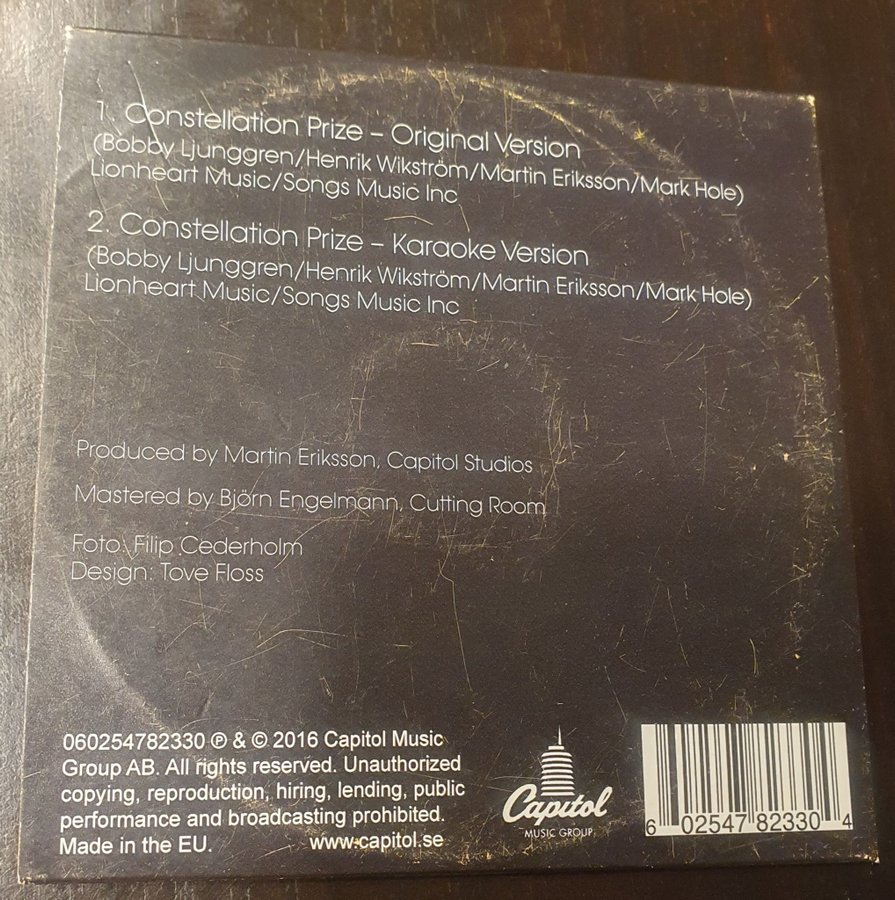 1. Constellation Prize – Original Version
(Bobby Ljunggren/Henrik Wikström/Martin Eriksson/Mark Hole)
Lionheart Music/Songs Music Inc
2. Constellation Prize – Karaoke Version
(Bobby Ljunggren/Henrik Wikström/Martin Eriksson/Mark Hole)
Lionheart Music/Songs Music Inc
Produced by Martin Eriksson, Capitol Studios
Mastered by Björn Engelmann, Cutting Room
Foto: Filip Cederholm
Design: Tove Floss
060254782330 ℗ & © 2016 Capitol Music
Group AB. All rights reserved. Unauthorized
copying, reproduction, hiring, lending, public
performance and broadcasting prohibited.
Made in the EU. www.capitol.se
Capitol
MUSIC GROUP
6 02547 82330 4